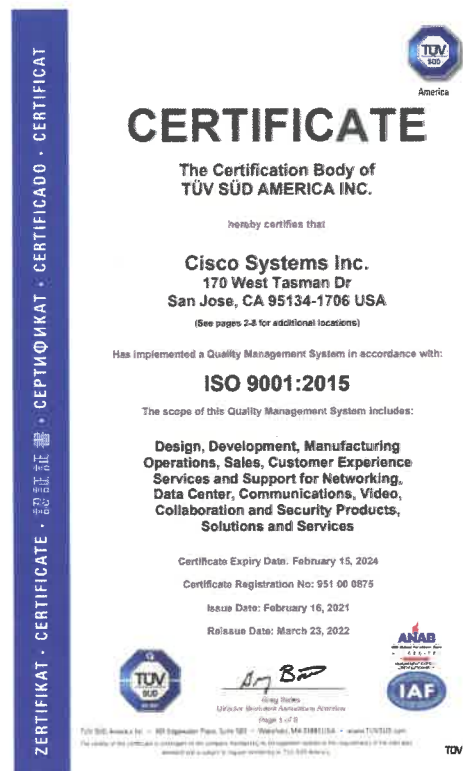 TÜV
SÜD
America
ZERTIFIKAT · CERTIFICATE · 認証証書 · СЕРТИФИКАТ · CERTIFICADO · CERTIFICAT
CERTIFICATE
The Certification Body of
TÜV SÜD AMERICA INC.
hereby certifies that
Cisco Systems Inc.
170 West Tasman Dr
San Jose, CA 95134-1706 USA
(See pages 2-8 for additional locations)
Has implemented a Quality Management System in accordance with:
ISO 9001:2015
The scope of this Quality Management System includes:
Design, Development, Manufacturing
Operations, Sales, Customer Experience
Services and Support for Networking,
Data Center, Communications, Video,
Collaboration and Security Products,
Solutions and Services
Certificate Expiry Date: February 15, 2024
Certificate Registration No: 951 00 0875
Issue Date: February 16, 2021
Reissue Date: March 23, 2022
TÜV
SÜD
ANAB
IAF
Page 1 of 8
TÜV SÜD America Inc
TÜV